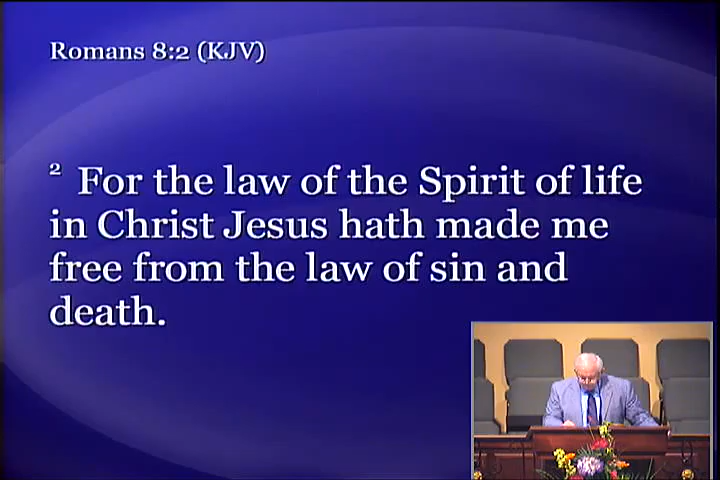 Romans 8:2 (KJV)
2 For the law of the Spirit of life
in Christ Jesus hath made me
free from the law of sin and
death.